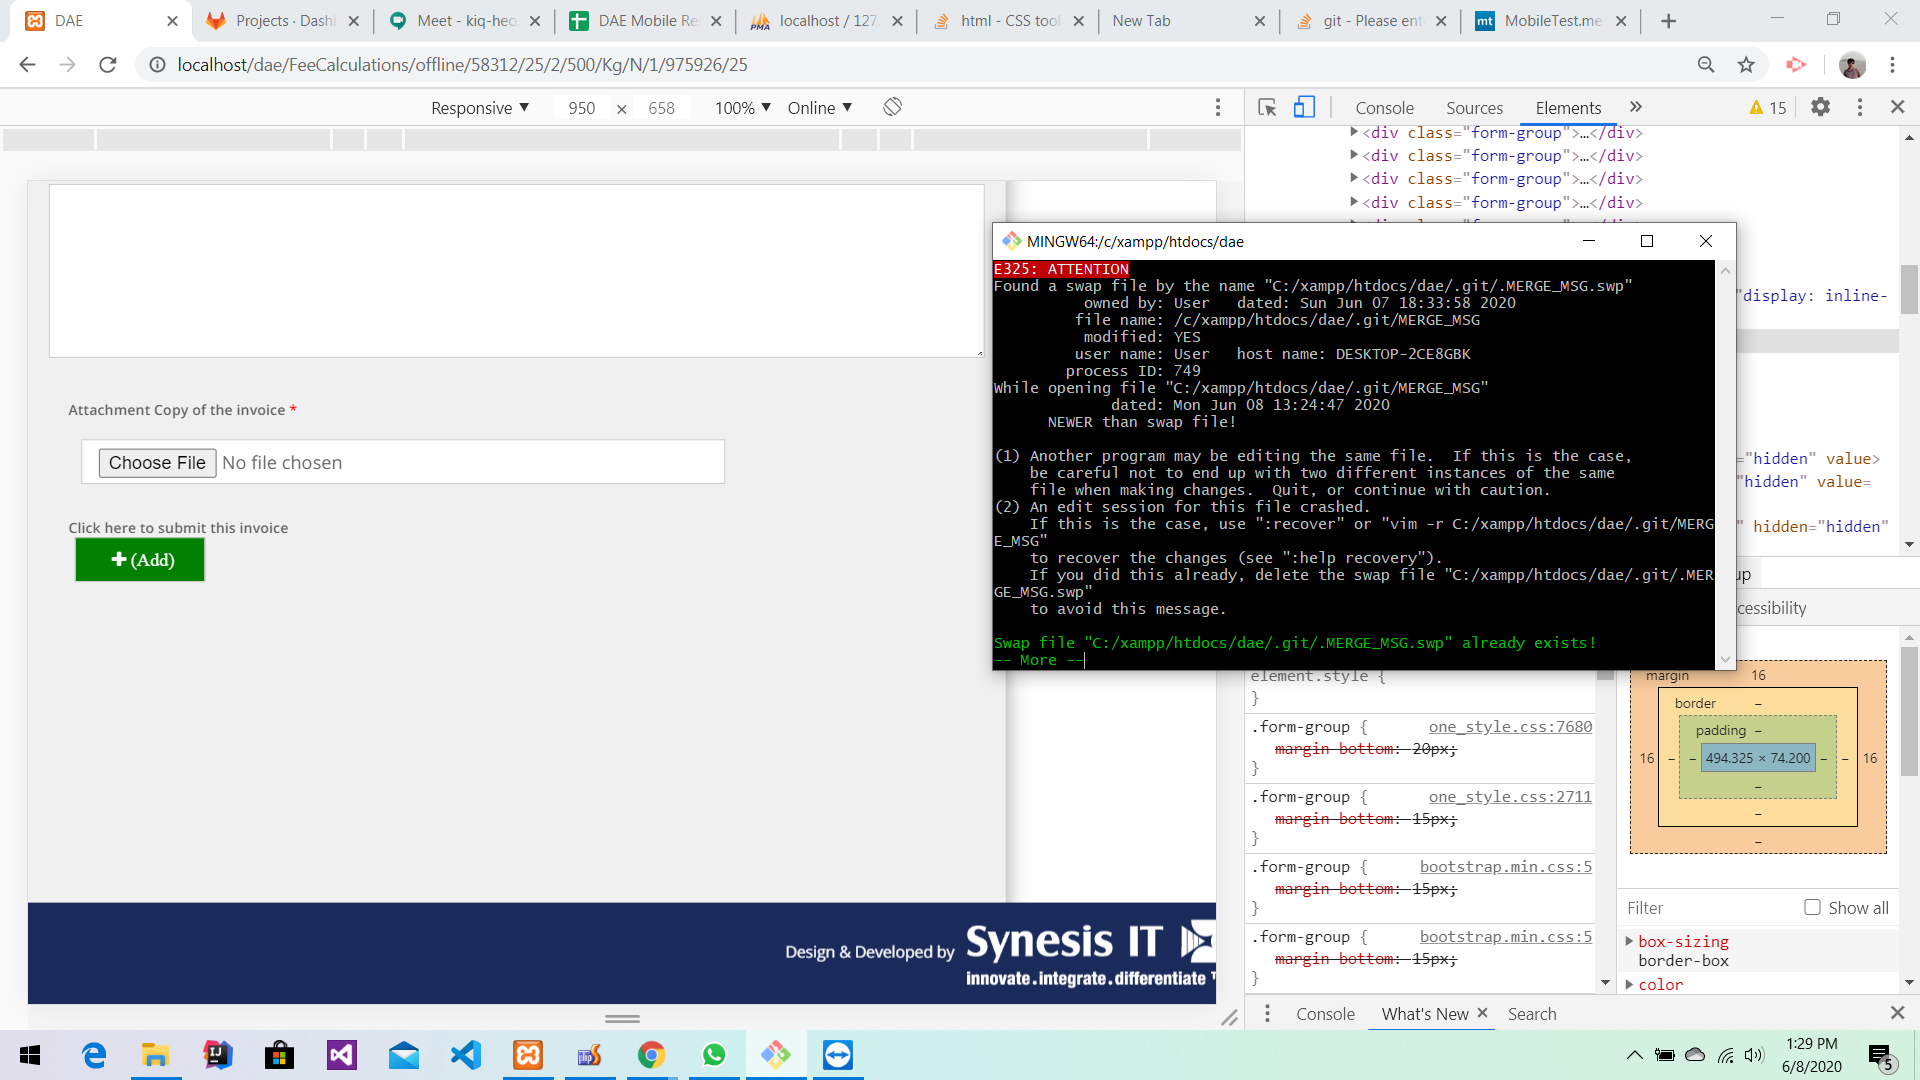 DAE
Projects · Dashl
Meet - kiq-heo
DAE Mobile Re
localhost / 127.
html - CSS tool
New Tab
git - Please ent
MobileTest.me
localhost/dae/FeeCalculations/offline/58312/25/2/500/Kg/N/1/975926/25
Responsive ▼ 950 × 658 100% ▼ Online ▼
Console Sources Elements » 15
<div class="form-group">…</div>
<div class="form-group">…</div>
<div class="form-group">…</div>
<div class="form-group">…</div>
"display: inline-
="hidden" value>
"hidden" value=
" hidden="hidden"
up
ccessibility
MINGW64:/c/xampp/htdocs/dae
E325: ATTENTION
Found a swap file by the name "C:/xampp/htdocs/dae/.git/.MERGE_MSG.swp"
owned by: User dated: Sun Jun 07 18:33:58 2020
file name: /c/xampp/htdocs/dae/.git/MERGE_MSG
modified: YES
user name: User host name: DESKTOP-2CE8GBK
process ID: 749
While opening file "C:/xampp/htdocs/dae/.git/MERGE_MSG"
dated: Mon Jun 08 13:24:47 2020
NEWER than swap file!
(1) Another program may be editing the same file. If this is the case,
be careful not to end up with two different instances of the same
file when making changes. Quit, or continue with caution.
(2) An edit session for this file crashed.
If this is the case, use ":recover" or "vim -r C:/xampp/htdocs/dae/.git/MERG
E_MSG"
to recover the changes (see ":help recovery").
If you did this already, delete the swap file "C:/xampp/htdocs/dae/.git/.MER
GE_MSG.swp"
to avoid this message.
Swap file "C:/xampp/htdocs/dae/.git/.MERGE_MSG.swp" already exists!
-- More --
Attachment Copy of the invoice *
Choose File No file chosen
Click here to submit this invoice
+ (Add)
Design & Developed by Synesis IT
innovate.integrate.differentiate ™
element.style {
}
.form-group { one_style.css:7680
margin-bottom: 20px;
}
.form-group { one_style.css:2711
margin-bottom: 15px;
}
.form-group { bootstrap.min.css:5
margin-bottom: 15px;
}
.form-group { bootstrap.min.css:5
margin-bottom: 15px;
}
margin 16
border –
padding –
16 – – 494.325 × 74.200 – – 16
–
–
–
Filter Show all
box-sizing
border-box
color
Console What's New × Search
1:29 PM
6/8/2020
5